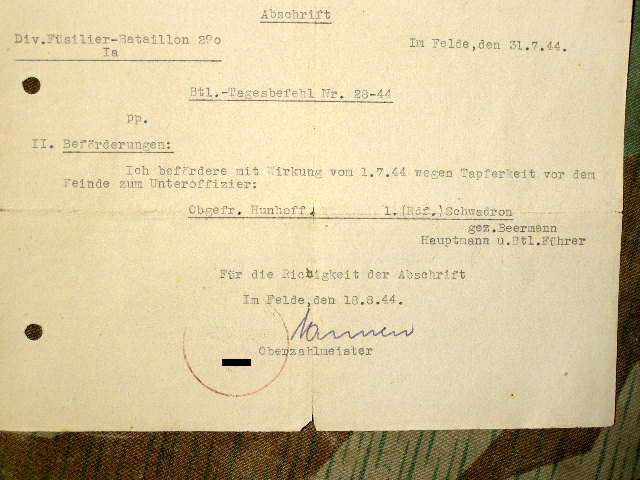 Abschrift
Div.Füsilier-Bataillon 290
Im Felde,den 31.7.44.
Ia
Btl.-Tagesbefehl Nr. 28-44
pp.
II. Beförderungen:
Ich befördere mit Wirkung vom 1.7.44 wegen Tapferkeit vor dem
Feinde zum Unteroffizier:
Obgefr. Hunhoff, 1.(Rdf.)Schwadron
gez.Beermann
Hauptmann u.Btl.Führer
Für die Richigkeit der Abschrift
Im Felde,den 18.8.44.
Oberzahlmeister